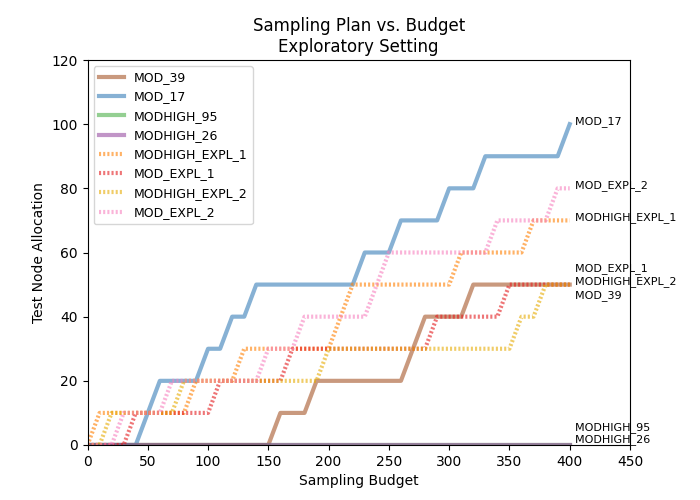 Sampling Plan vs. Budget
Exploratory Setting
Test Node Allocation
120
100
80
60
40
20
0
MOD_39
MOD_17
MODHIGH_95
MODHIGH_26
MODHIGH_EXPL_1
MOD_EXPL_1
MODHIGH_EXPL_2
MOD_EXPL_2
MOD_17
MOD_EXPL_2
MODHIGH_EXPL_1
MOD_EXPL_1
MODHIGH_EXPL_2
MOD_39
MODHIGH_95
MODHIGH_26
0 50 100 150 200 250 300 350 400 450
Sampling Budget